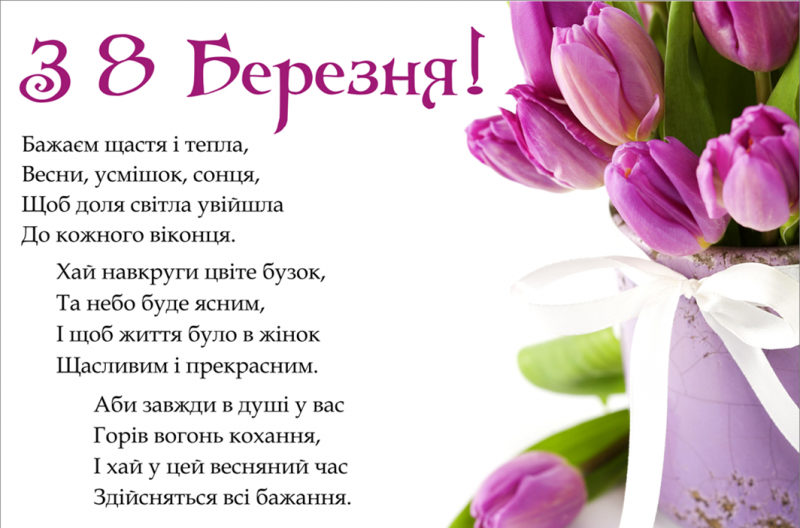 З 8 Березня!
Бажаєм щастя і тепла,
Весни, усмішок, сонця,
Щоб доля світла увійшла
До кожного віконця.
Хай навкруги цвіте бузок,
Та небо буде ясним,
І щоб життя було в жінок
Щасливим і прекрасним.
Аби завжди в душі у вас
Горів вогонь кохання,
І хай у цей весняний час
Здійсняться всі бажання.